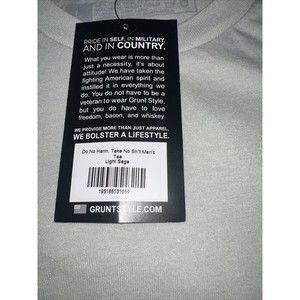 PRIDE IN SELF, IN MILITARY,
AND IN COUNTRY.
What you wear is more than
just a necessity, it's about
attitude! We have taken the
fighting American spirit and
instilled it in everything we
do. You do not have to be a
veteran to wear Grunt Style,
but you do have to love
freedom, bacon, and whiskey.
WE PROVIDE MORE THAN JUST APPAREL,
WE BOLSTER A LIFESTYLE.
Do No Harm, Take No Sh*t Men's
Tee
Light Sage
GRUNTSTYLE.COM